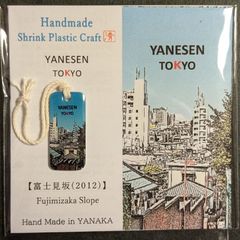 Handmade
Shrink Plastic Craft
YANESEN
TOKYO
YANESEN
TOKYO
YANESEN
TOKYO
【富士見坂(2012)】
Fujimizaka Slope
Hand Made in YANAKA